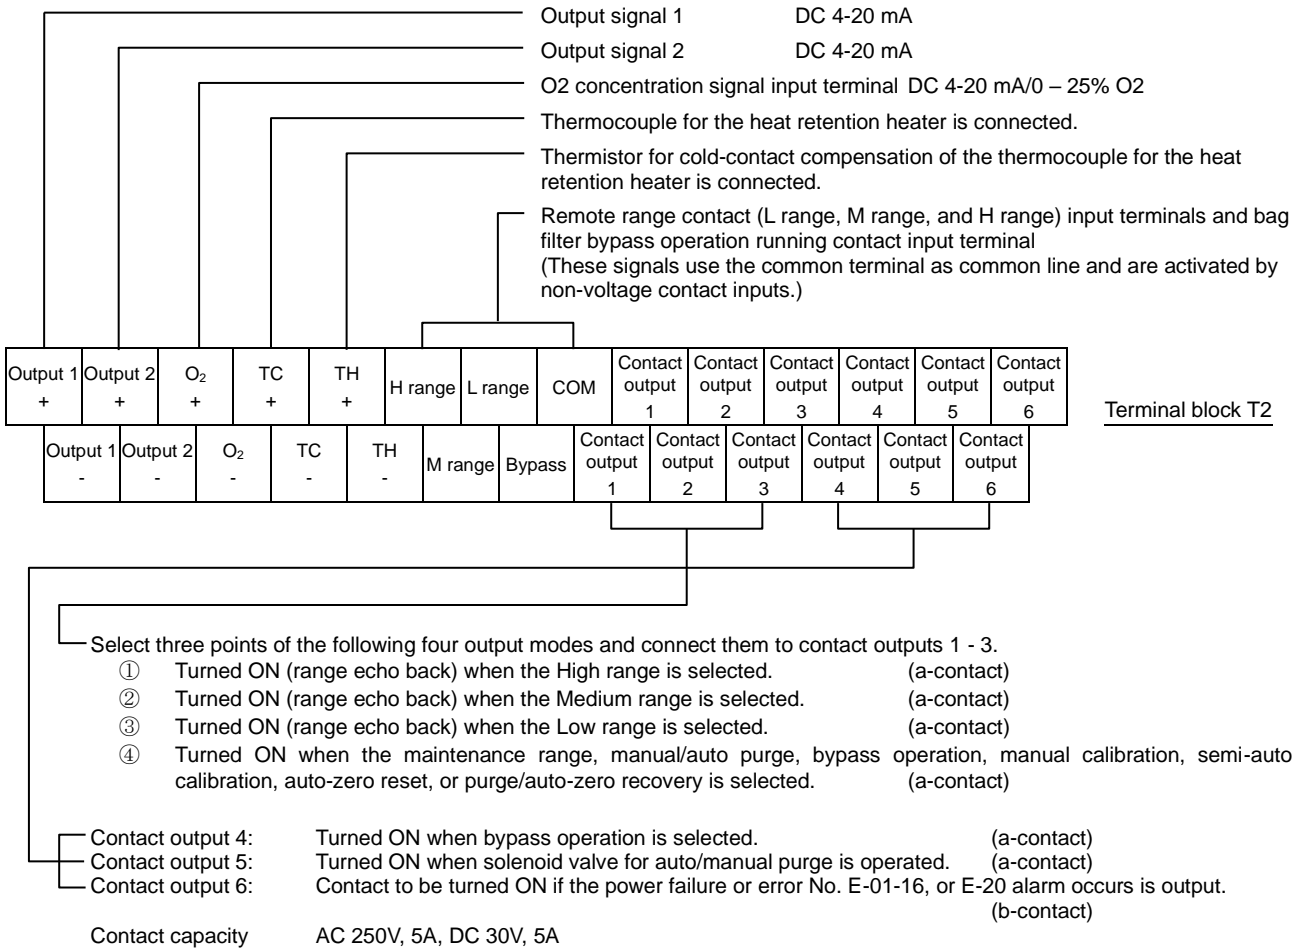 Output signal 1 DC 4-20 mA
Output signal 2 DC 4-20 mA
O2 concentration signal input terminal DC 4-20 mA/0 – 25% O2
Thermocouple for the heat retention heater is connected.
Thermistor for cold-contact compensation of the thermocouple for the heat
retention heater is connected.
Remote range contact (L range, M range, and H range) input terminals and bag
filter bypass operation running contact input terminal
(These signals use the common terminal as common line and are activated by
non-voltage contact inputs.)
Output 1 +
Output 2 +
O₂ +
TC +
TH +
H range
L range
COM
Contact output 1
Contact output 2
Contact output 3
Contact output 4
Contact output 5
Contact output 6
Terminal block T2
Output 1 -
Output 2 -
O₂ -
TC -
TH -
M range
Bypass
Contact output 1
Contact output 2
Contact output 3
Contact output 4
Contact output 5
Contact output 6
Select three points of the following four output modes and connect them to contact outputs 1 - 3.
① Turned ON (range echo back) when the High range is selected. (a-contact)
② Turned ON (range echo back) when the Medium range is selected. (a-contact)
③ Turned ON (range echo back) when the Low range is selected. (a-contact)
④ Turned ON when the maintenance range, manual/auto purge, bypass operation, manual calibration, semi-auto
calibration, auto-zero reset, or purge/auto-zero recovery is selected. (a-contact)
Contact output 4: Turned ON when bypass operation is selected. (a-contact)
Contact output 5: Turned ON when solenoid valve for auto/manual purge is operated. (a-contact)
Contact output 6: Contact to be turned ON if the power failure or error No. E-01-16, or E-20 alarm occurs is output.
(b-contact)
Contact capacity AC 250V, 5A, DC 30V, 5A